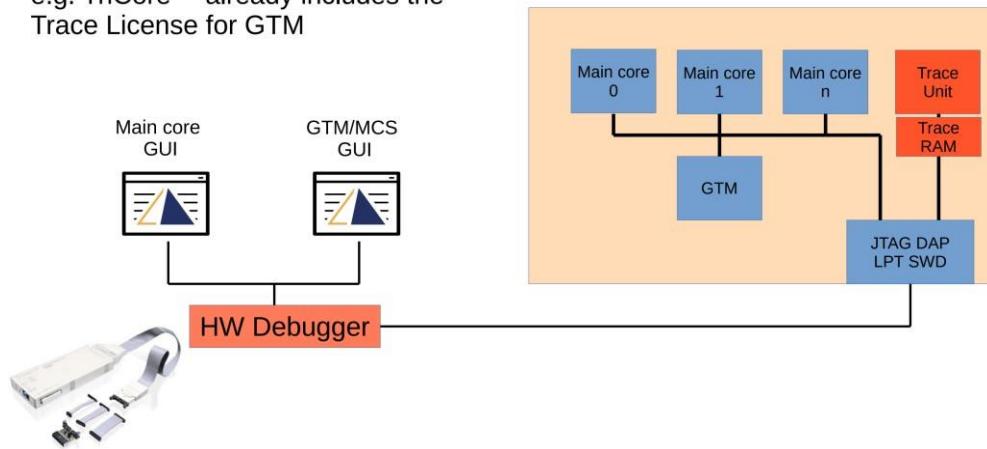 Trace License for GTM
Main core
GUI
GTM/MCS
GUI
HW Debugger
Main core
0
Main core
1
Main core
n
Trace
Unit
Trace
RAM
GTM
JTAG DAP
LPT SWD